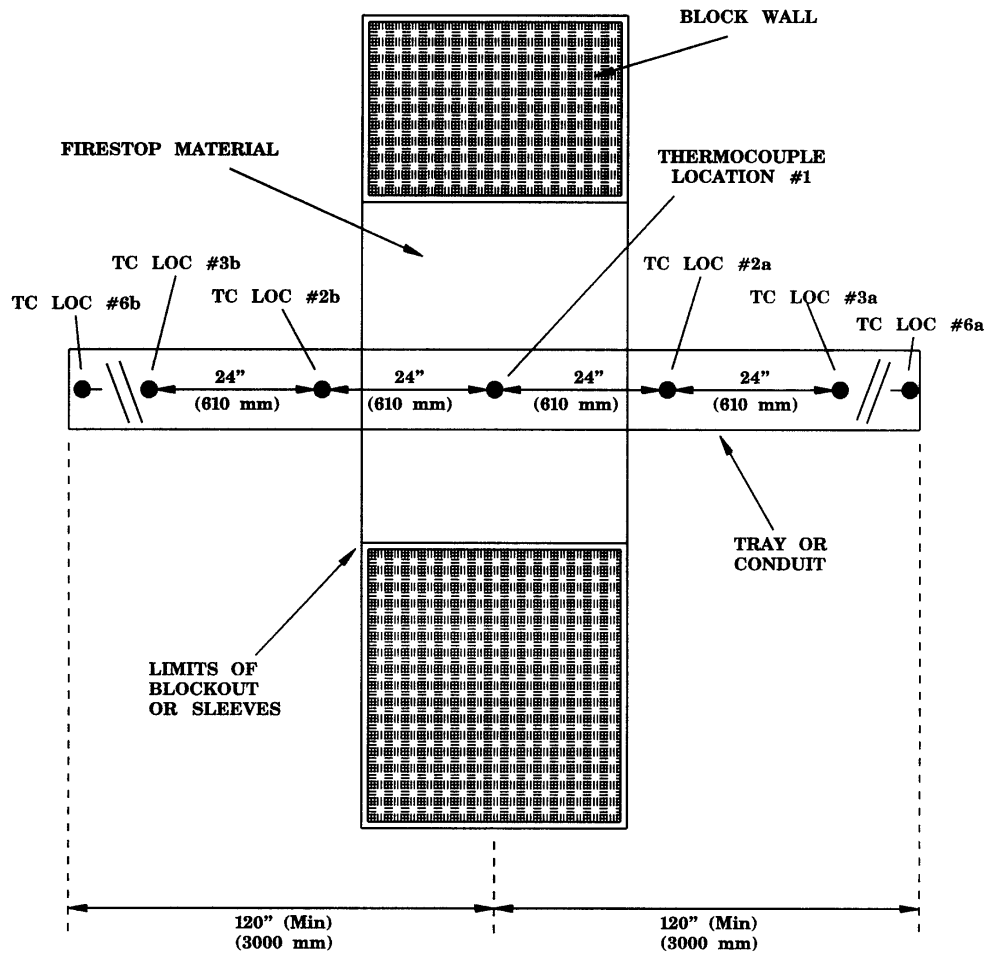 BLOCK WALL
FIRESTOP MATERIAL
THERMOCOUPLE
LOCATION #1
TC LOC #3b
TC LOC #2a
TC LOC #6b
TC LOC #2b
TC LOC #3a
TC LOC #6a
24"
(610 mm)
24"
(610 mm)
24"
(610 mm)
24"
(610 mm)
TRAY OR
CONDUIT
LIMITS OF
BLOCKOUT
OR SLEEVES
120" (Min)
(3000 mm)
120" (Min)
(3000 mm)